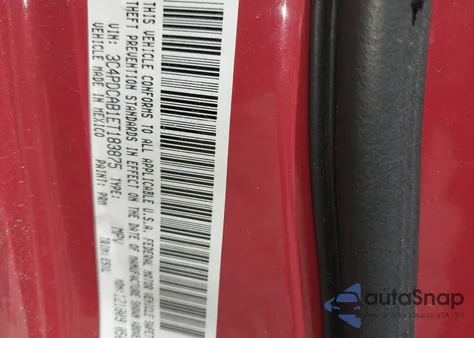 THIS VEHICLE CONFORMS TO ALL APPLICABLE U.S.A. FEDERAL MOTOR VEHICLE SAFETY
THEFT PREVENTION STANDARDS IN EFFECT ON THE DATE OF MANUFACTURE SHOWN ABOVE
VIN: 3C4PDCAB1ET183875 TYPE: MPV
VEHICLE MADE IN MEXICO PAINT: PRM
autoSnap